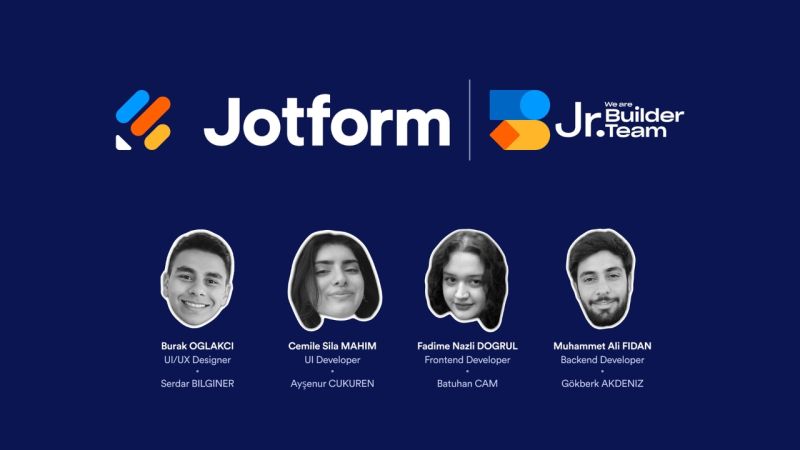 Jotform
We are
Jr. Builder
Team
Burak OGLAKCI
UI/UX Designer
Serdar BILGINER
Cemile Sila MAHIM
UI Developer
Ayşenur CUKUREN
Fadime Nazli DOGRUL
Frontend Developer
Batuhan CAM
Muhammet Ali FIDAN
Backend Developer
Gökberk AKDENIZ